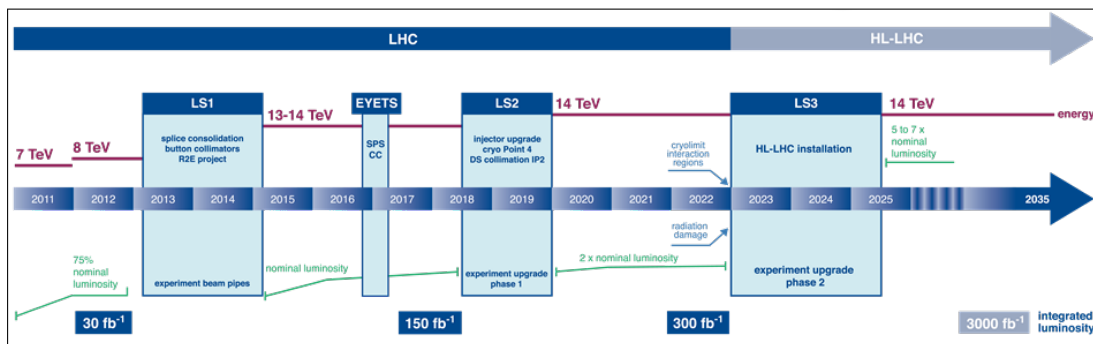 LHC
HL-LHC
LS1
splice consolidation
button collimators
R2E project
EYETS
SPS
CC
LS2
injector upgrade
cryo Point 4
DS collimation IP2
LS3
HL-LHC installation
7 TeV
8 TeV
13-14 TeV
14 TeV
14 TeV
energy
cryolimit
interaction
regions
5 to 7 x
nominal
luminosity
2011 2012 2013 2014 2015 2016 2017 2018 2019 2020 2021 2022 2023 2024 2025 2035
radiation
damage
75%
nominal
luminosity
experiment beam pipes
nominal luminosity
experiment upgrade
phase 1
2 x nominal luminosity
experiment upgrade
phase 2
30 fb⁻¹
150 fb⁻¹
300 fb⁻¹
3000 fb⁻¹
integrated
luminosity